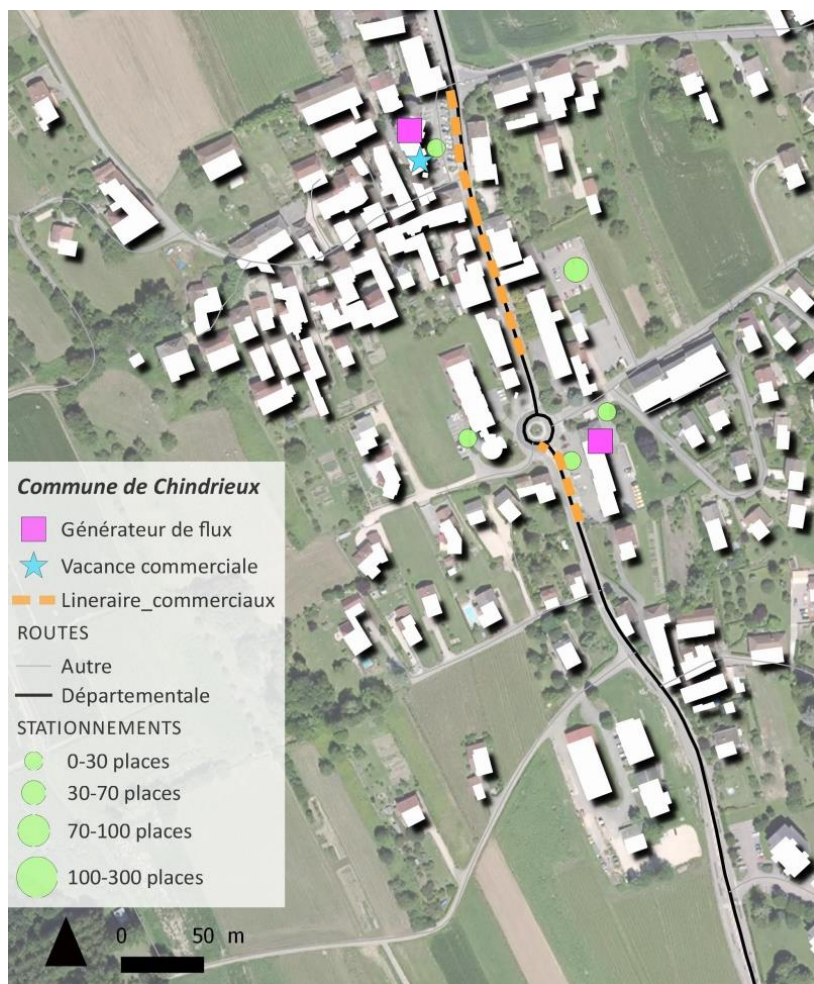 Commune de Chindrieux
Générateur de flux
Vacance commerciale
Lineraire_commerciaux
ROUTES
Autre
Départementale
STATIONNEMENTS
0-30 places
30-70 places
70-100 places
100-300 places
0 50 m